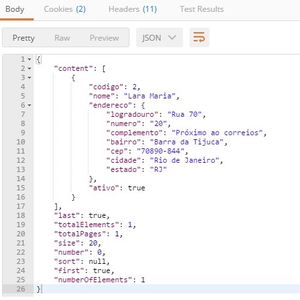 Body Cookies (2) Headers (11) Test Results
Pretty Raw Preview JSON
1 {
2 "content": [
3 {
4 "codigo": 2,
5 "nome": "Lara Maria",
6 "endereco": {
7 "logradouro": "Rua 70",
8 "numero": "20",
9 "complemento": "Próximo ao correios",
10 "bairro": "Barra da Tijuca",
11 "cep": "70890-844",
12 "cidade": "Rio de Janeiro",
13 "estado": "RJ"
14 },
15 "ativo": true
16 }
17 ],
18 "last": true,
19 "totalElements": 1,
20 "totalPages": 1,
21 "size": 20,
22 "number": 0,
23 "sort": null,
24 "first": true,
25 "numberOfElements": 1
26 }